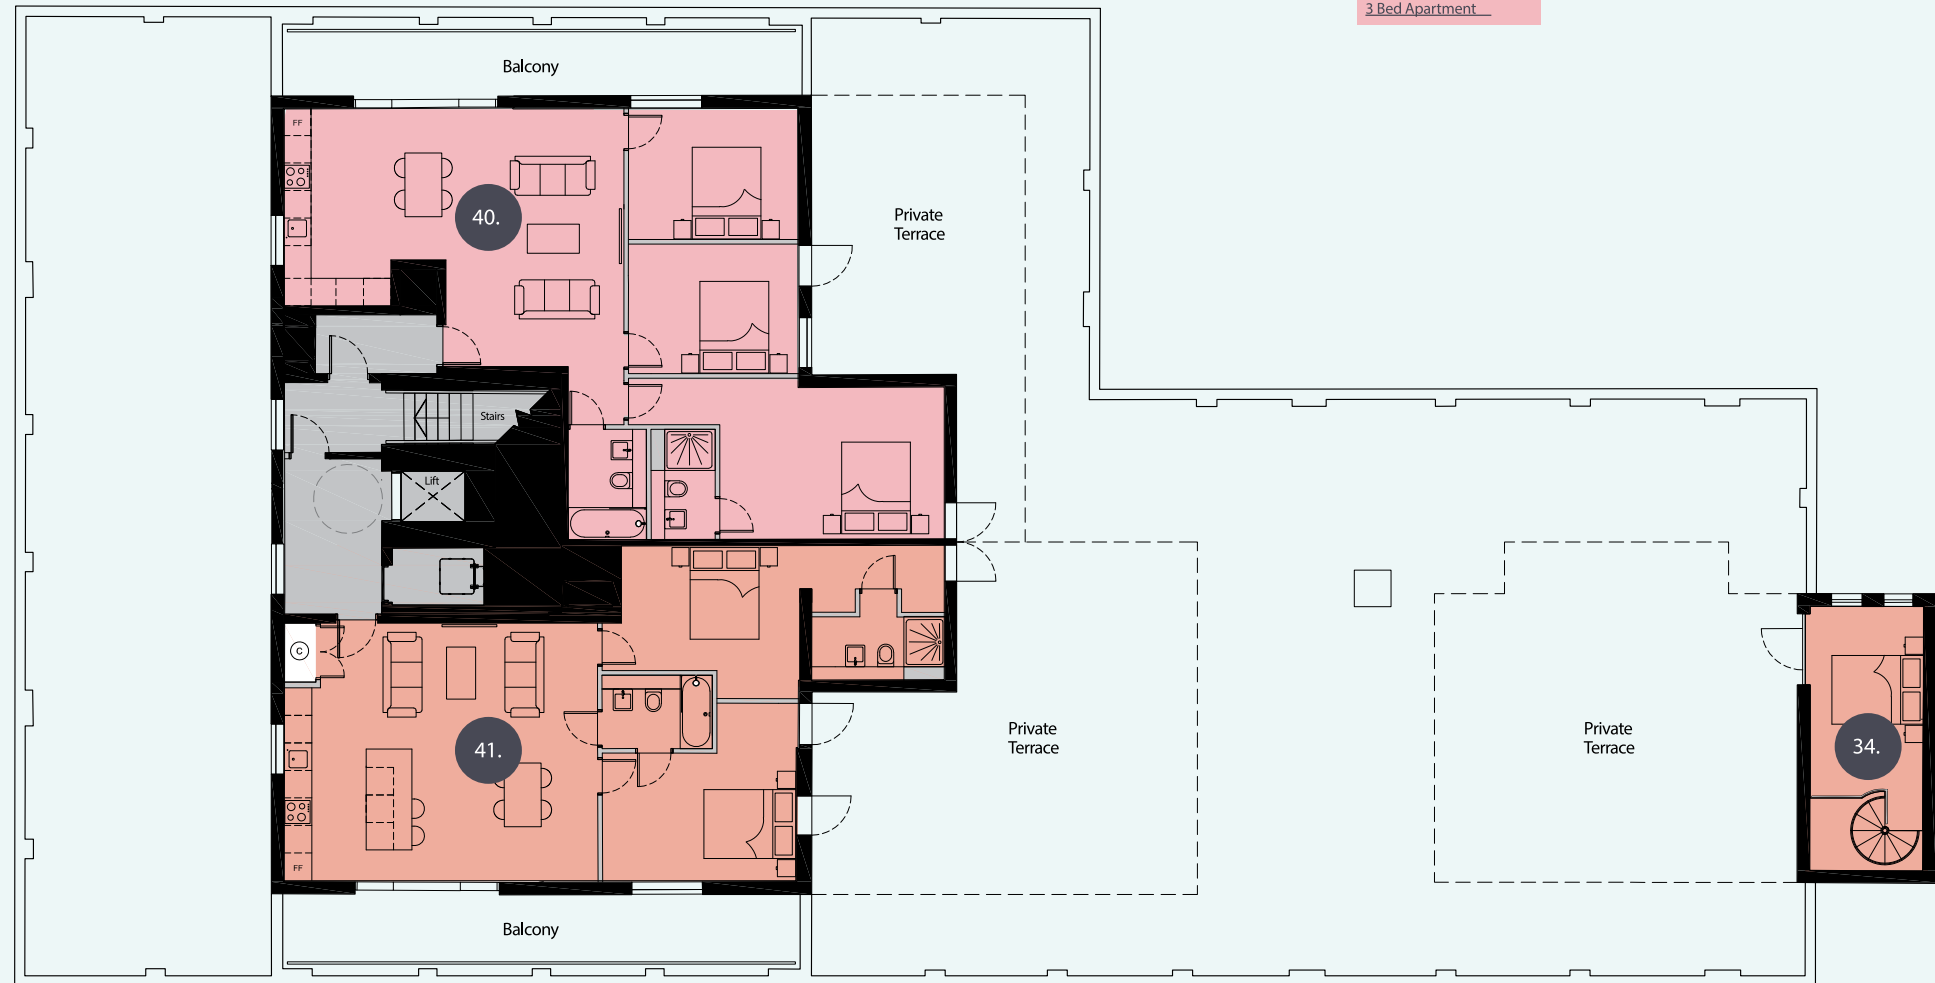 3 Bed Apartment
Balcony
FF
40.
Private
Terrace
Stairs
Lift
C
41.
Private
Terrace
Private
Terrace
34.
FF
Balcony